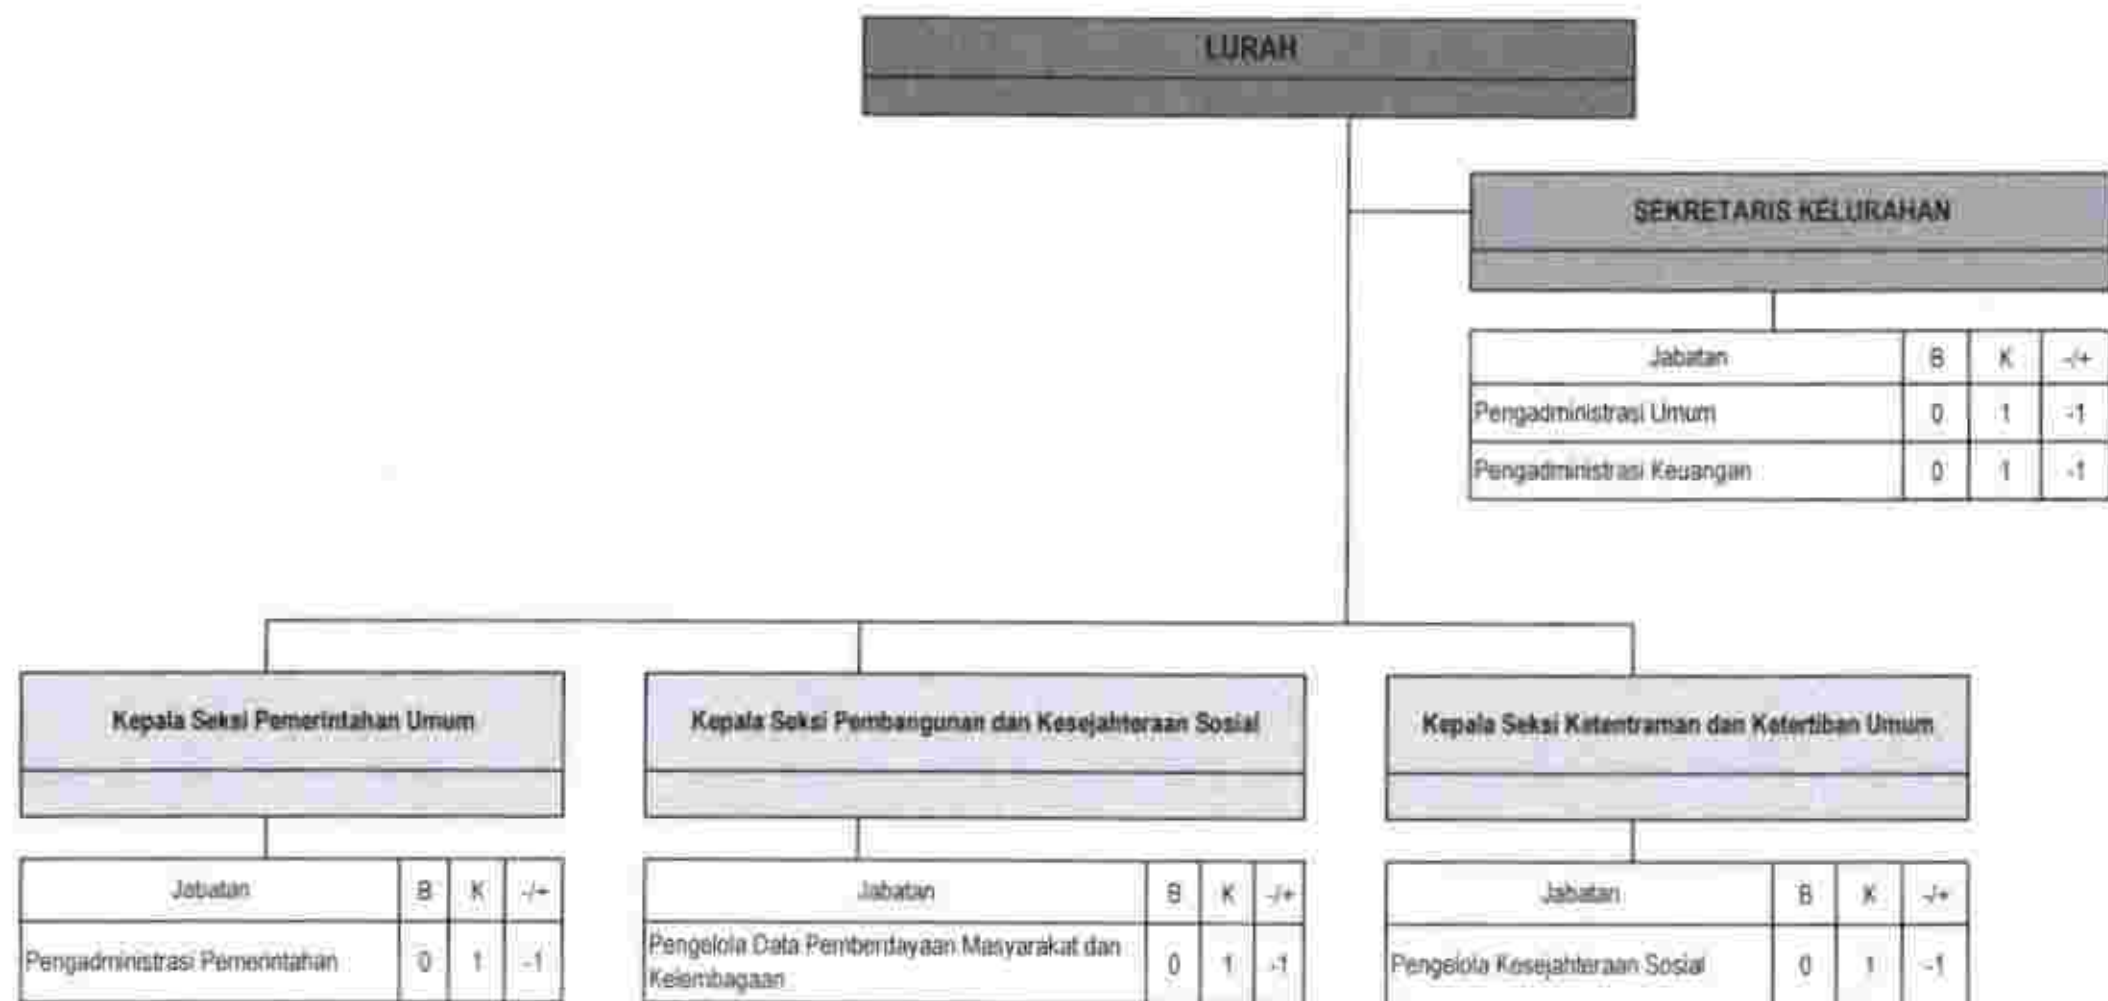 LURAH
SEKRETARIS KELURAHAN
Jabatan B K -/+
Pengadministrasi Umum 0 1 -1
Pengadministrasi Keuangan 0 1 -1
Kepala Seksi Pemerintahan Umum
Jabatan B K -/+
Pengadministrasi Pemerintahan 0 1 -1
Kepala Seksi Pembangunan dan Kesejahteraan Sosial
Jabatan B K -/+
Pengelola Data Pemberdayaan Masyarakat dan
Kelembagaan 0 1 -1
Kepala Seksi Ketentraman dan Ketertiban Umum
Jabatan B K -/+
Pengelola Kesejahteraan Sosial 0 1 -1